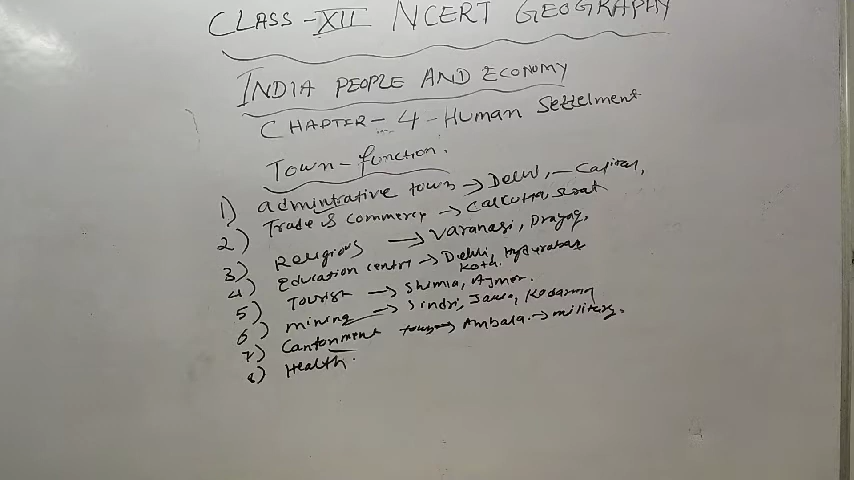 CLASS - XII NCERT GEOGRAPHY
INDIA PEOPLE AND ECONOMY
CHAPTER - 4 - Human Settelment
Town - function.
1) adminitrative town → Delhi, - Capital,
2) Trade & commerce → Calcutta, Surat
3) Religious → Varanasi, Prayag,
4) Education centre → Delhi, Hyderabad
Kota
5) Tourist → Shimla, Ajmer.
6) mining → Sindri, Kodarma
7) Cantonment town → Ambala. → military.
8) Health.